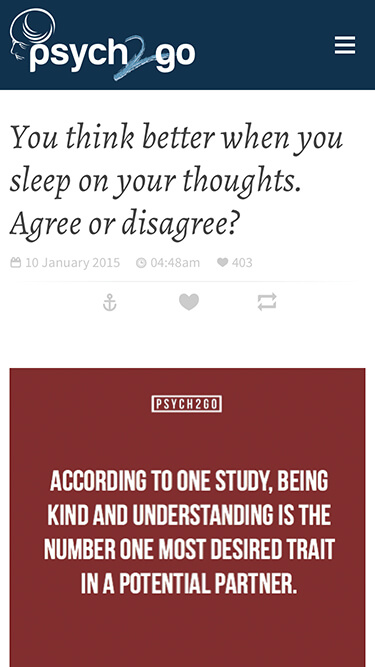 psych2go
You think better when you
sleep on your thoughts.
Agree or disagree?
10 January 2015 04:48am 403
PSYCH2GO
ACCORDING TO ONE STUDY, BEING
KIND AND UNDERSTANDING IS THE
NUMBER ONE MOST DESIRED TRAIT
IN A POTENTIAL PARTNER.